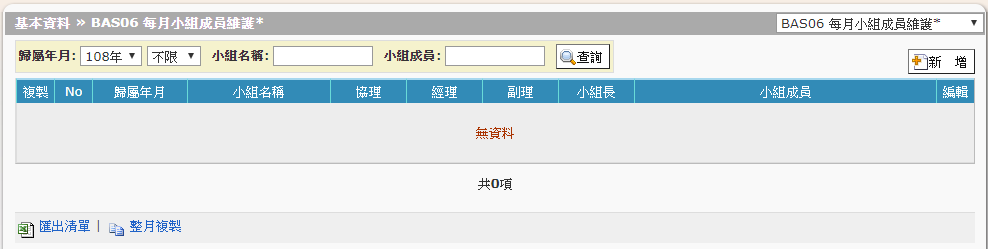 基本資料 » BAS06 每月小組成員維護* BAS06 每月小組成員維護*
歸屬年月: 108年 不限 小組名稱: 小組成員: 查詢 新 增
複製 No 歸屬年月 小組名稱 協理 經理 副理 小組長 小組成員 編輯
無資料
共0項
匯出清單 | 整月複製